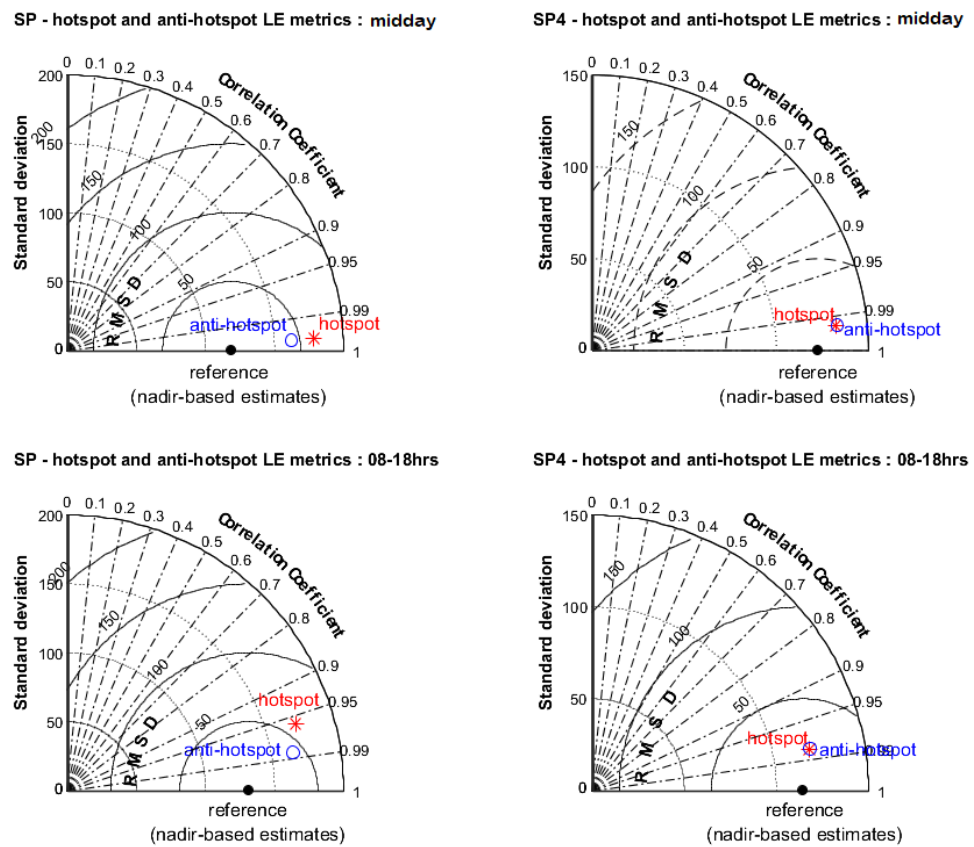 SP - hotspot and anti-hotspot LE metrics : midday
200
150
100
50
0
Standard deviation
0 0.1 0.2 0.3 0.4 0.5 0.6 0.7 0.8 0.9 0.95 0.99 1
Correlation Coefficient
200
150
100
50
R M S D
anti-hotspot
hotspot
reference
(nadir-based estimates)
SP4 - hotspot and anti-hotspot LE metrics : midday
150
100
50
0
Standard deviation
0 0.1 0.2 0.3 0.4 0.5 0.6 0.7 0.8 0.9 0.95 0.99 1
Correlation Coefficient
150
100
50
R M S D
hotspot
anti-hotspot
reference
(nadir-based estimates)
SP - hotspot and anti-hotspot LE metrics : 08-18hrs
200
150
100
50
0
Standard deviation
0 0.1 0.2 0.3 0.4 0.5 0.6 0.7 0.8 0.9 0.95 0.99 1
Correlation Coefficient
200
150
100
50
R M S D
hotspot
anti-hotspot
reference
(nadir-based estimates)
SP4 - hotspot and anti-hotspot LE metrics : 08-18hrs
150
100
50
0
Standard deviation
0 0.1 0.2 0.3 0.4 0.5 0.6 0.7 0.8 0.9 0.95 0.99 1
Correlation Coefficient
150
100
50
R M S D
hotspot
anti-hotspot
reference
(nadir-based estimates)